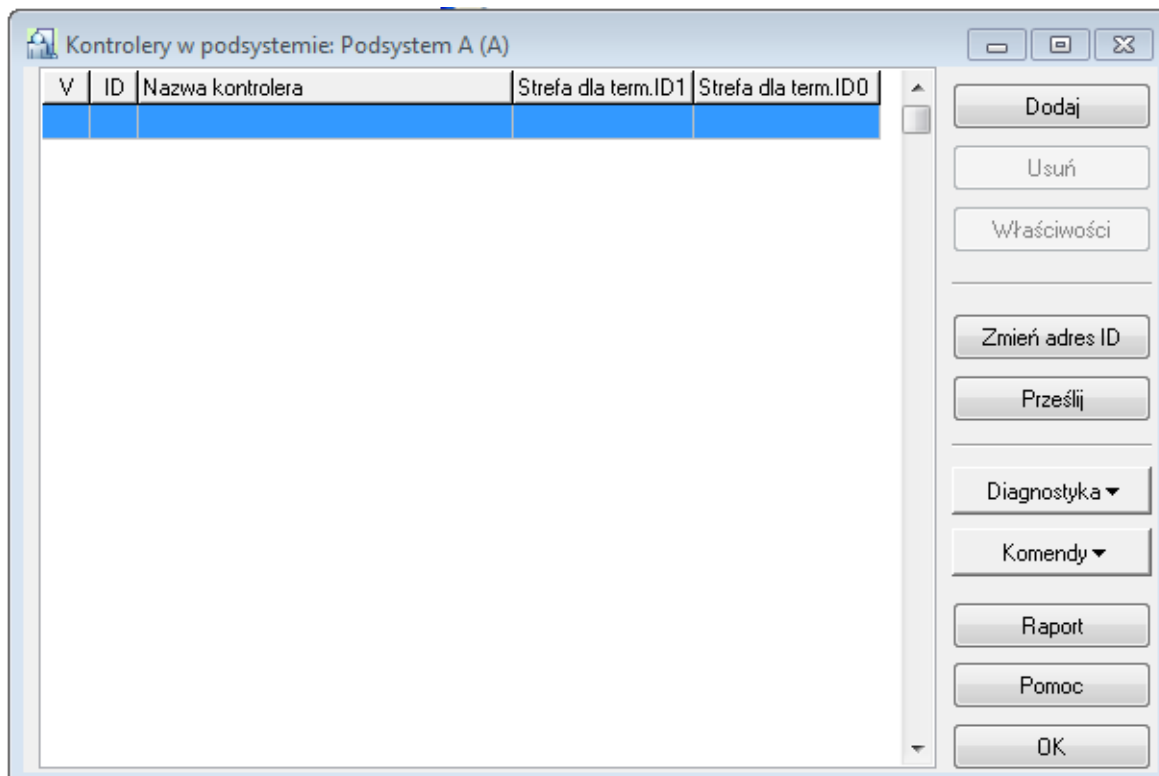 Kontrolery w podsystemie: Podsystem A (A)
V ID Nazwa kontrolera Strefa dla term.ID1 Strefa dla term.ID0
Dodaj
Usuń
Właściwości
Zmień adres ID
Prześlij
Diagnostyka
Komendy
Raport
Pomoc
OK